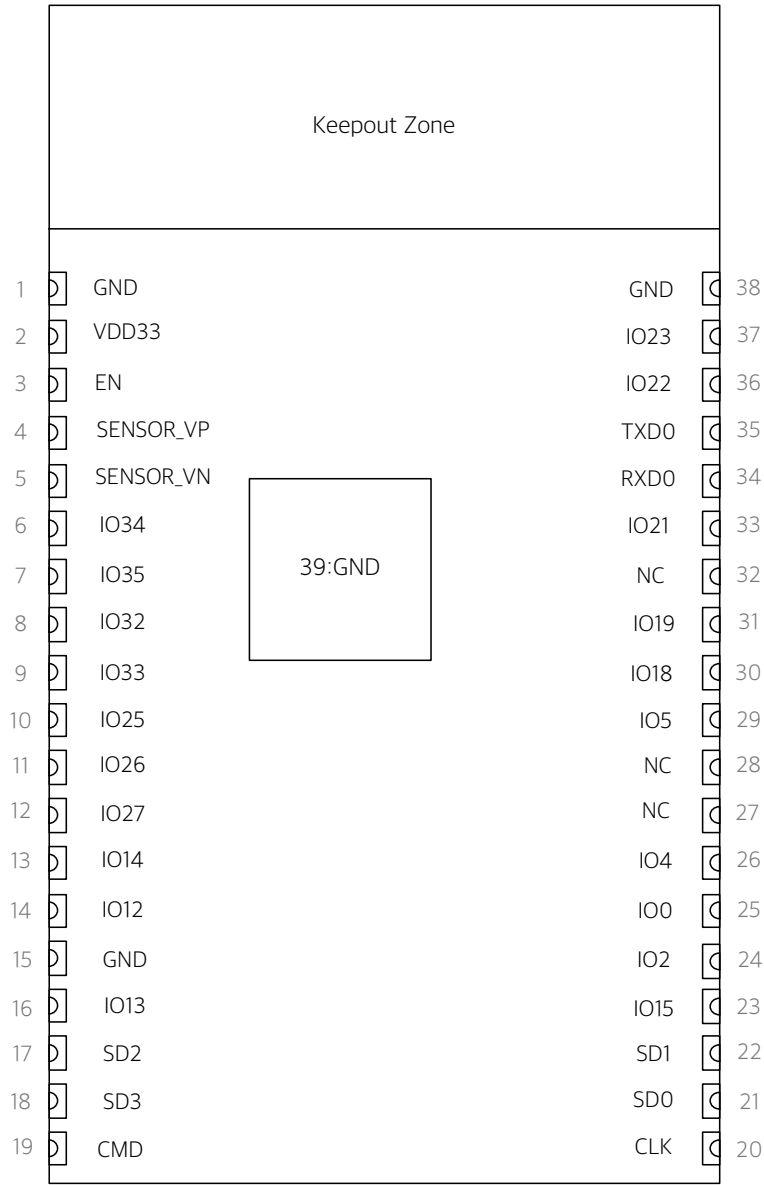 Keepout Zone
1 GND GND 38
2 VDD33 IO23 37
3 EN IO22 36
4 SENSOR_VP TXD0 35
5 SENSOR_VN RXD0 34
6 IO34 IO21 33
39:GND
7 IO35 NC 32
8 IO32 IO19 31
9 IO33 IO18 30
10 IO25 IO5 29
11 IO26 NC 28
12 IO27 NC 27
13 IO14 IO4 26
14 IO12 IO0 25
15 GND IO2 24
16 IO13 IO15 23
17 SD2 SD1 22
18 SD3 SD0 21
19 CMD CLK 20